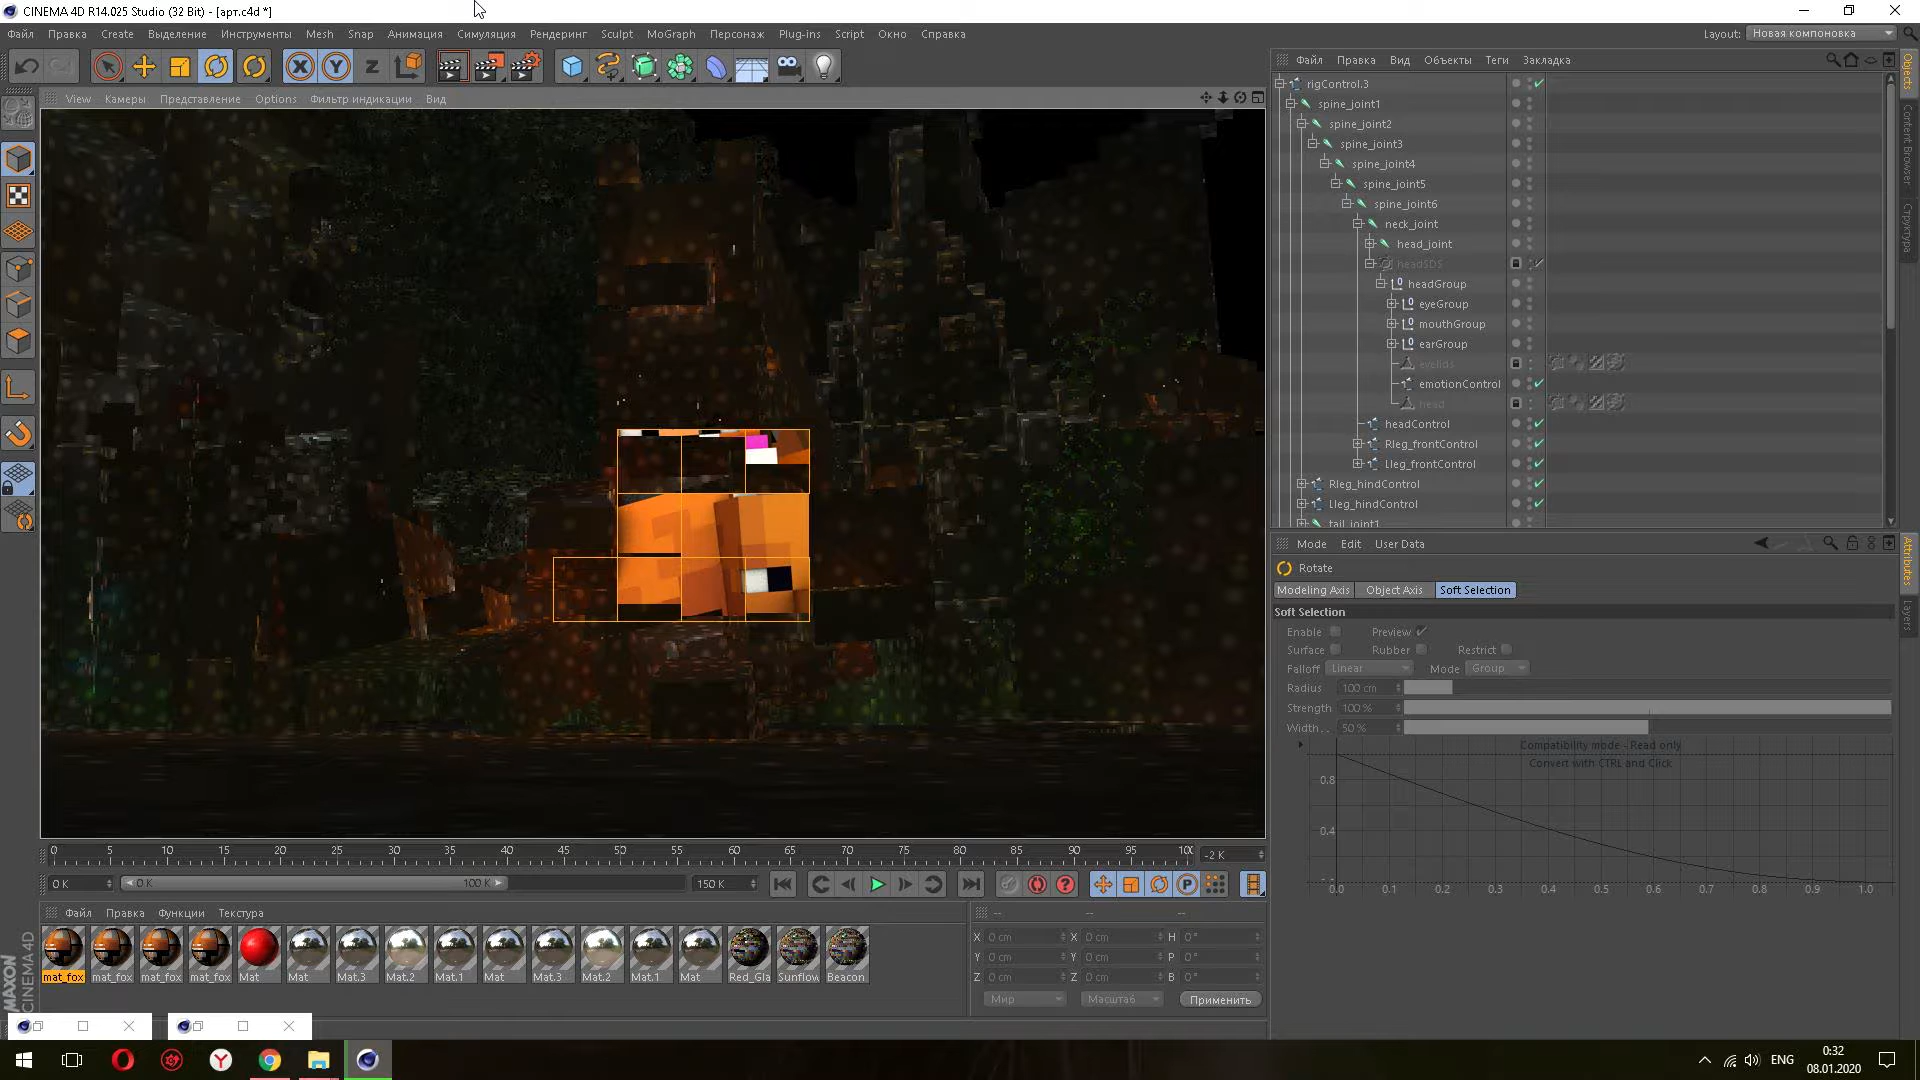 CINEMA 4D R14.025 Studio (32 Bit) - [арт.c4d *]
Файл Правка Create Выделение Инструменты Mesh Snap Анимация Симуляция Рендеринг Sculpt MoGraph Персонаж Plug-ins Script Окно Справка
Layout: Новая компоновка
View Камеры Представление Options Фильтр индикации Вид
Файл Правка Вид Объекты Теги Закладка
rigControl.3
spine_joint1
spine_joint2
spine_joint3
spine_joint4
spine_joint5
spine_joint6
neck_joint
head_joint
headSDS
headGroup
eyeGroup
mouthGroup
earGroup
eyelids
emotionControl
head
headControl
Rleg_frontControl
Lleg_frontControl
Rleg_hindControl
Lleg_hindControl
tail_joint1
Objects
Content Browser
Структура
Mode Edit User Data
Rotate
Modeling Axis Object Axis Soft Selection
Soft Selection
Enable Preview
Surface Rubber Restrict
Falloff Linear Mode Group
Radius 100 cm
Strength 100 %
Width . . 50 %
Compatibility mode - Read only
Convert with CTRL and Click
0.8
0.4
0.0 0.1 0.2 0.3 0.4 0.5 0.6 0.7 0.8 0.9 1.0
Attributes
Layers
0 5 10 15 20 25 30 35 40 45 50 55 60 65 70 75 80 85 90 95 100
-2 K
0 K 0 K 100 K 150 K
Файл Правка Функции Текстура
mat_fox mat_fox mat_fox mat_fox Mat Mat Mat.3 Mat.2 Mat.1 Mat Mat.3 Mat.2 Mat.1 Mat Red_Gla Sunflow Beacon
-- -- --
X 0 cm X 0 cm H 0 °
Y 0 cm Y 0 cm P 0 °
Z 0 cm Z 0 cm B 0 °
Мир Масштаб Применить
MAXON
CINEMA 4D
ENG
0:32
08.01.2020